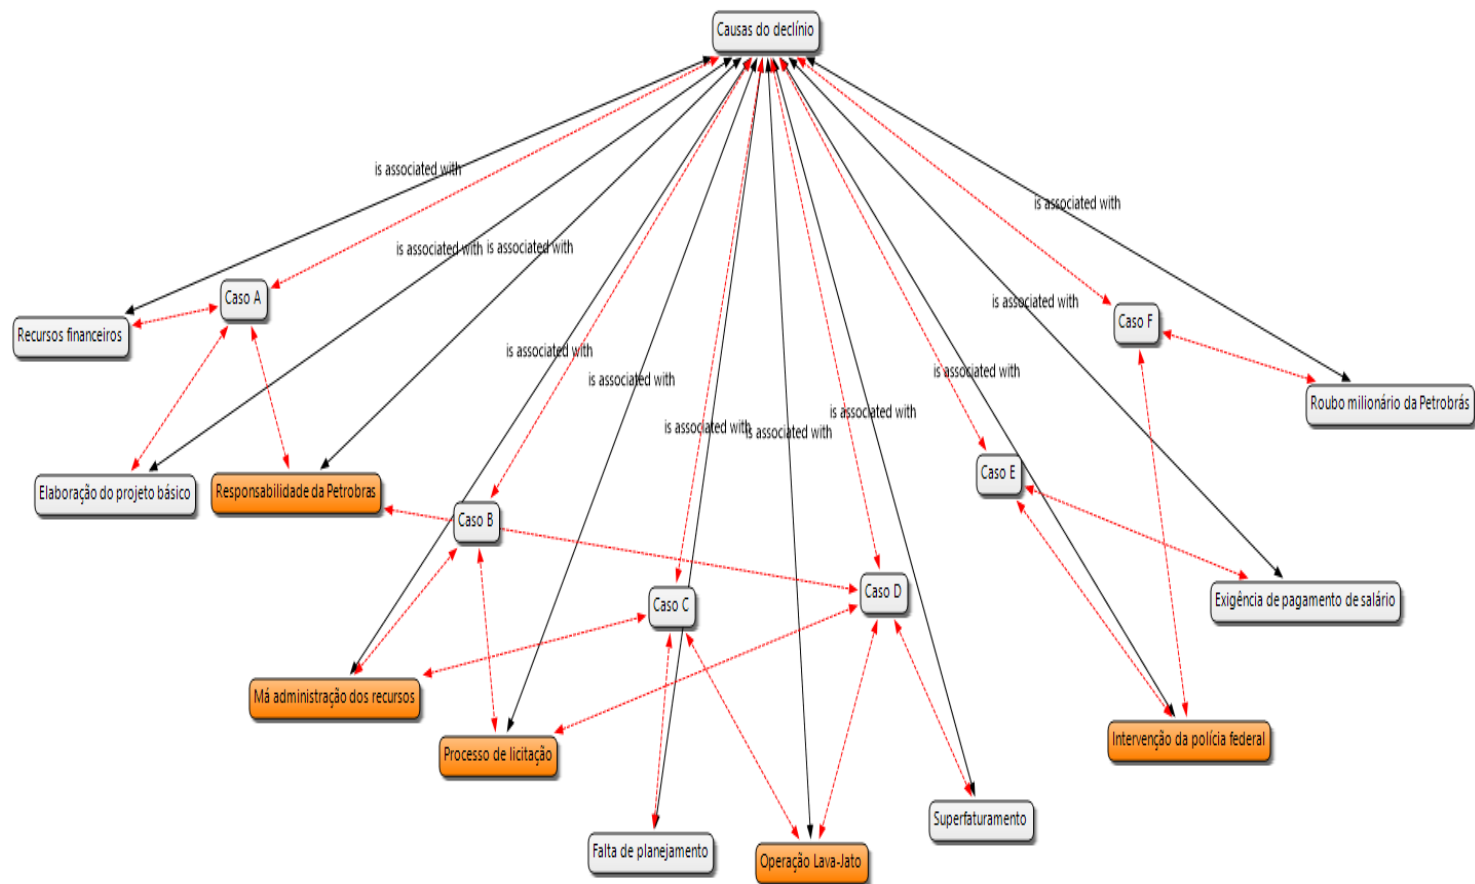 Causas do declínio
is associated with
is associated with
is associated with
is associated with
Caso A
is associated with
Caso F
Recursos financeiros
is associated with
is associated with
is associated with
Roubo milionário da Petrobrás
is associated with
is associated with
is associated with
Caso E
Elaboração do projeto básico
Responsabilidade da Petrobras
Caso B
Caso D
Caso C
Exigência de pagamento de salário
Má administração dos recursos
Intervenção da polícia federal
Processo de licitação
Superfaturamento
Falta de planejamento
Operação Lava-Jato